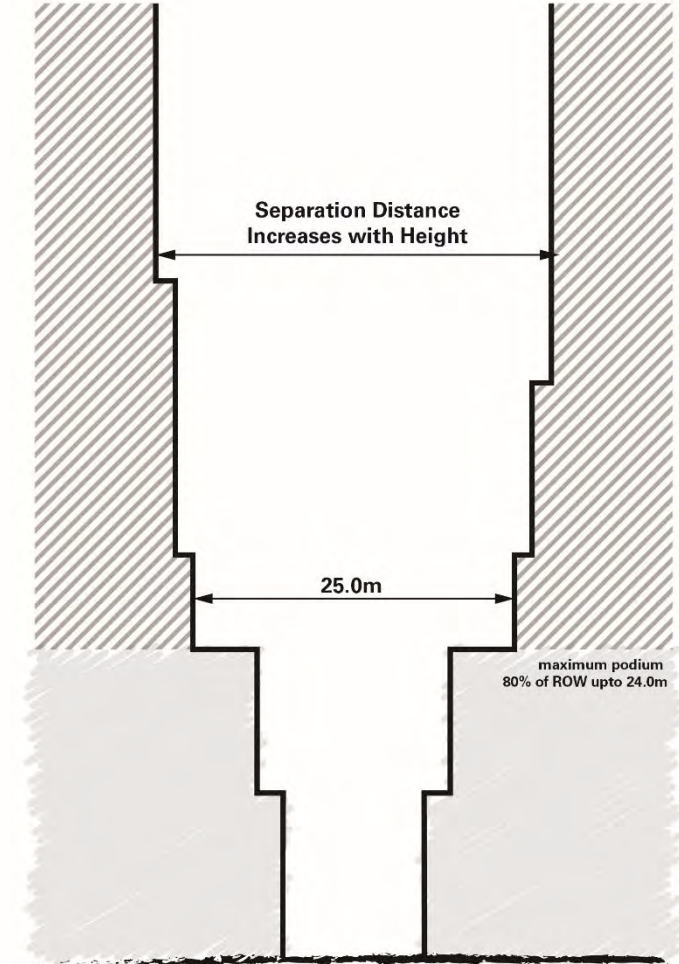 Separation Distance
Increases with Height
25.0m
maximum podium
80% of ROW upto 24.0m